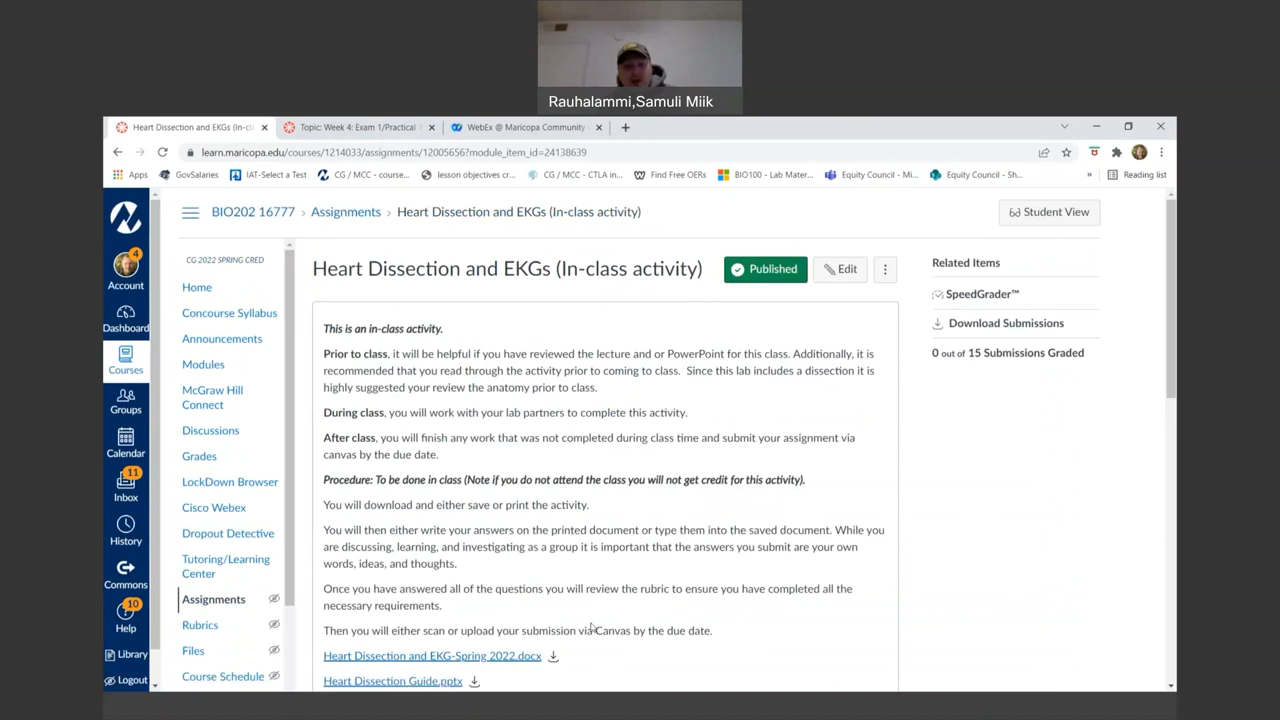 Rauhalammi,Samuli Miik
Heart Dissection and EKGs (In-cl
Topic: Week 4: Exam 1/Practical
WebEx @ Maricopa Community
learn.maricopa.edu/courses/1214033/assignments/12005656?module_item_id=24138639
Apps
GovSalaries
IAT-Select a Test
CG / MCC - course...
lesson objectives cr...
CG / MCC - CTLA in...
Find Free OERs
BIO100 - Lab Mater...
Equity Council - Mi...
Equity Council - Sh...
»
Reading list
BIO202 16777 › Assignments › Heart Dissection and EKGs (In-class activity)
Student View
4
Account
Dashboard
Courses
Groups
Calendar
11
Inbox
History
Commons
10
Help
Library
Logout
CG 2022 SPRING CRED
Home
Concourse Syllabus
Announcements
Modules
McGraw Hill
Connect
Discussions
Grades
LockDown Browser
Cisco Webex
Dropout Detective
Tutoring/Learning
Center
Assignments
Rubrics
Files
Course Schedule
Heart Dissection and EKGs (In-class activity)
Published
Edit
This is an in-class activity.
Prior to class, it will be helpful if you have reviewed the lecture and or PowerPoint for this class. Additionally, it is
recommended that you read through the activity prior to coming to class. Since this lab includes a dissection it is
highly suggested your review the anatomy prior to class.
During class, you will work with your lab partners to complete this activity.
After class, you will finish any work that was not completed during class time and submit your assignment via
canvas by the due date.
Procedure: To be done in class (Note if you do not attend the class you will not get credit for this activity).
You will download and either save or print the activity.
You will then either write your answers on the printed document or type them into the saved document. While you
are discussing, learning, and investigating as a group it is important that the answers you submit are your own
words, ideas, and thoughts.
Once you have answered all of the questions you will review the rubric to ensure you have completed all the
necessary requirements.
Then you will either scan or upload your submission via Canvas by the due date.
Heart Dissection and EKG-Spring 2022.docx
Heart Dissection Guide.pptx
Related Items
SpeedGrader™
Download Submissions
0 out of 15 Submissions Graded